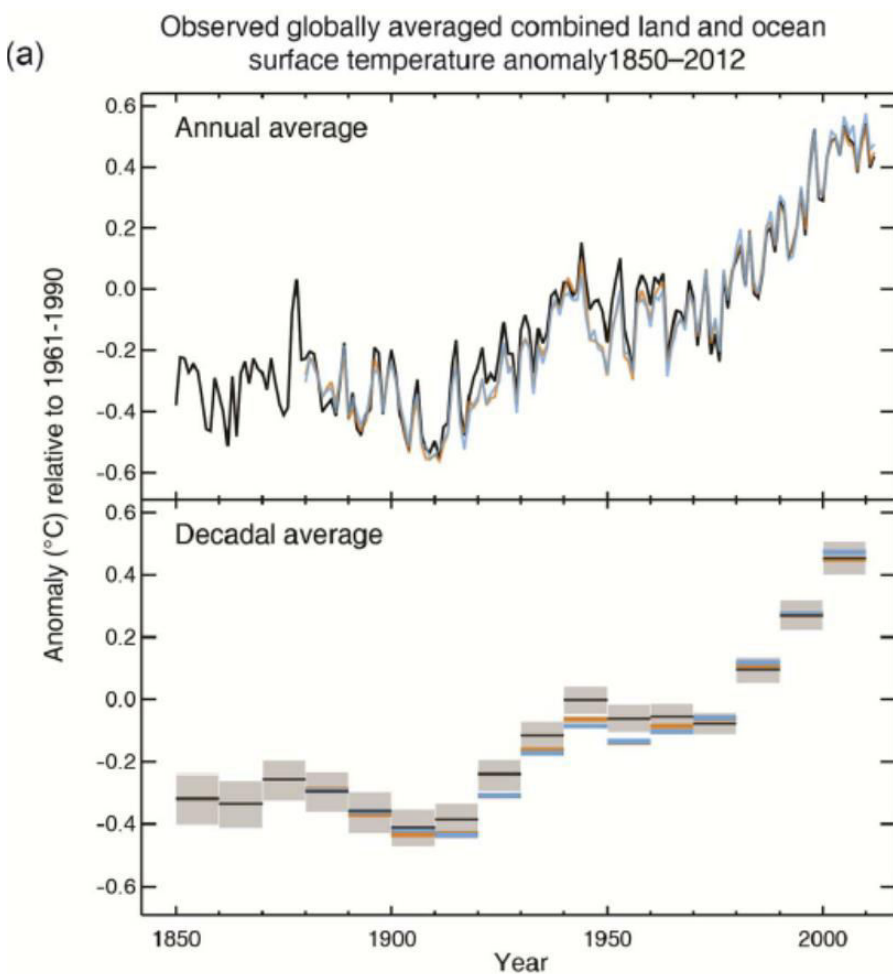 (a)
Observed globally averaged combined land and ocean
surface temperature anomaly1850–2012
Anomaly (°C) relative to 1961-1990
Annual average
0.6
0.4
0.2
0.0
-0.2
-0.4
-0.6
Decadal average
0.6
0.4
0.2
0.0
-0.2
-0.4
-0.6
1850
1900
1950
2000
Year